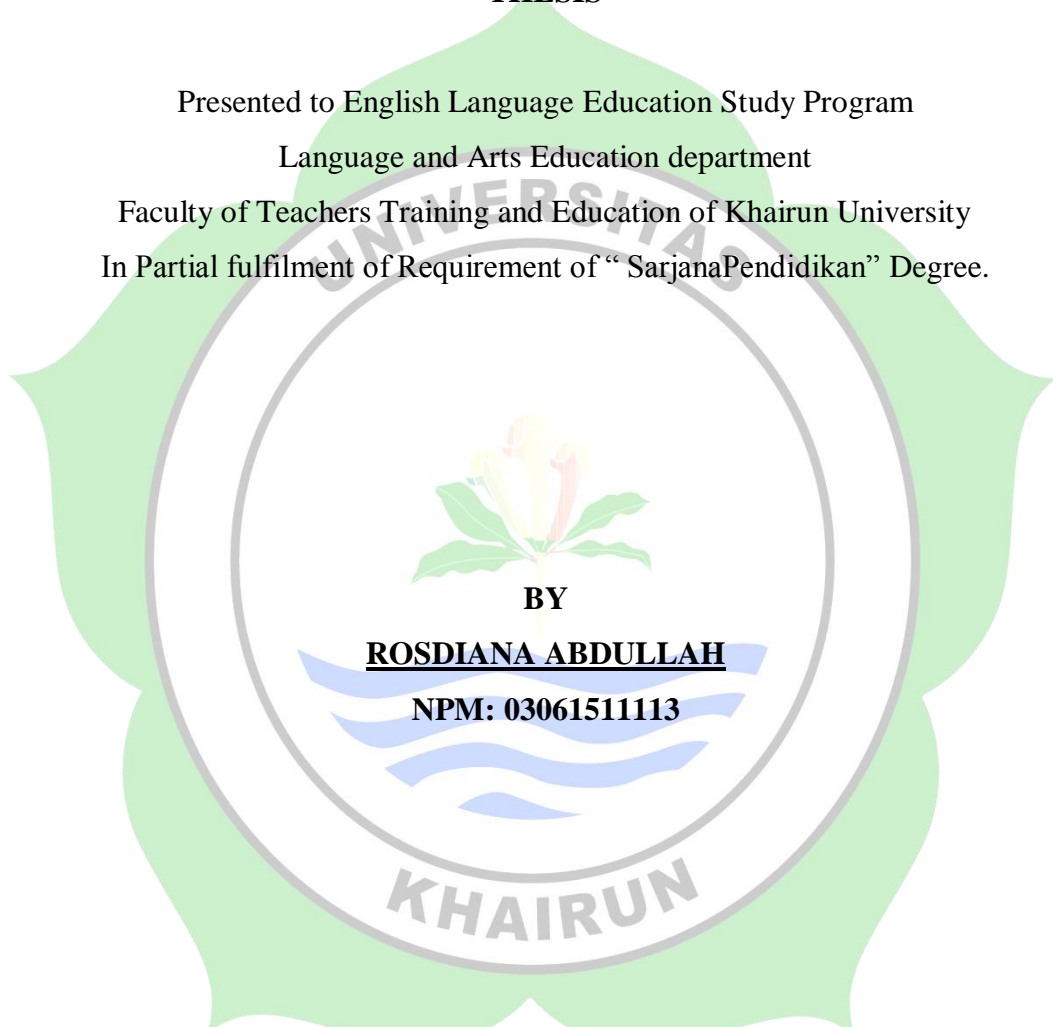 THESIS
Presented to English Language Education Study Program
Language and Arts Education department
Faculty of Teachers Training and Education of Khairun University
In Partial fulfilment of Requirement of “ SarjanaPendidikan” Degree.
UNIVERSITAS
BY
ROSDIANA ABDULLAH
NPM: 03061511113
KHAIRUN